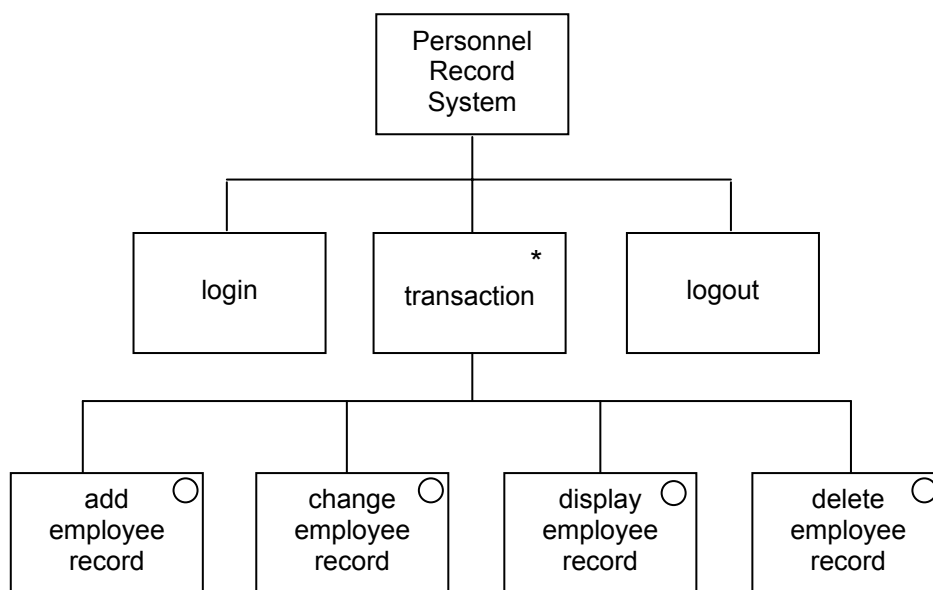 Personnel
Record
System
login
*
transaction
logout
add
employee
record
change
employee
record
display
employee
record
delete
employee
record